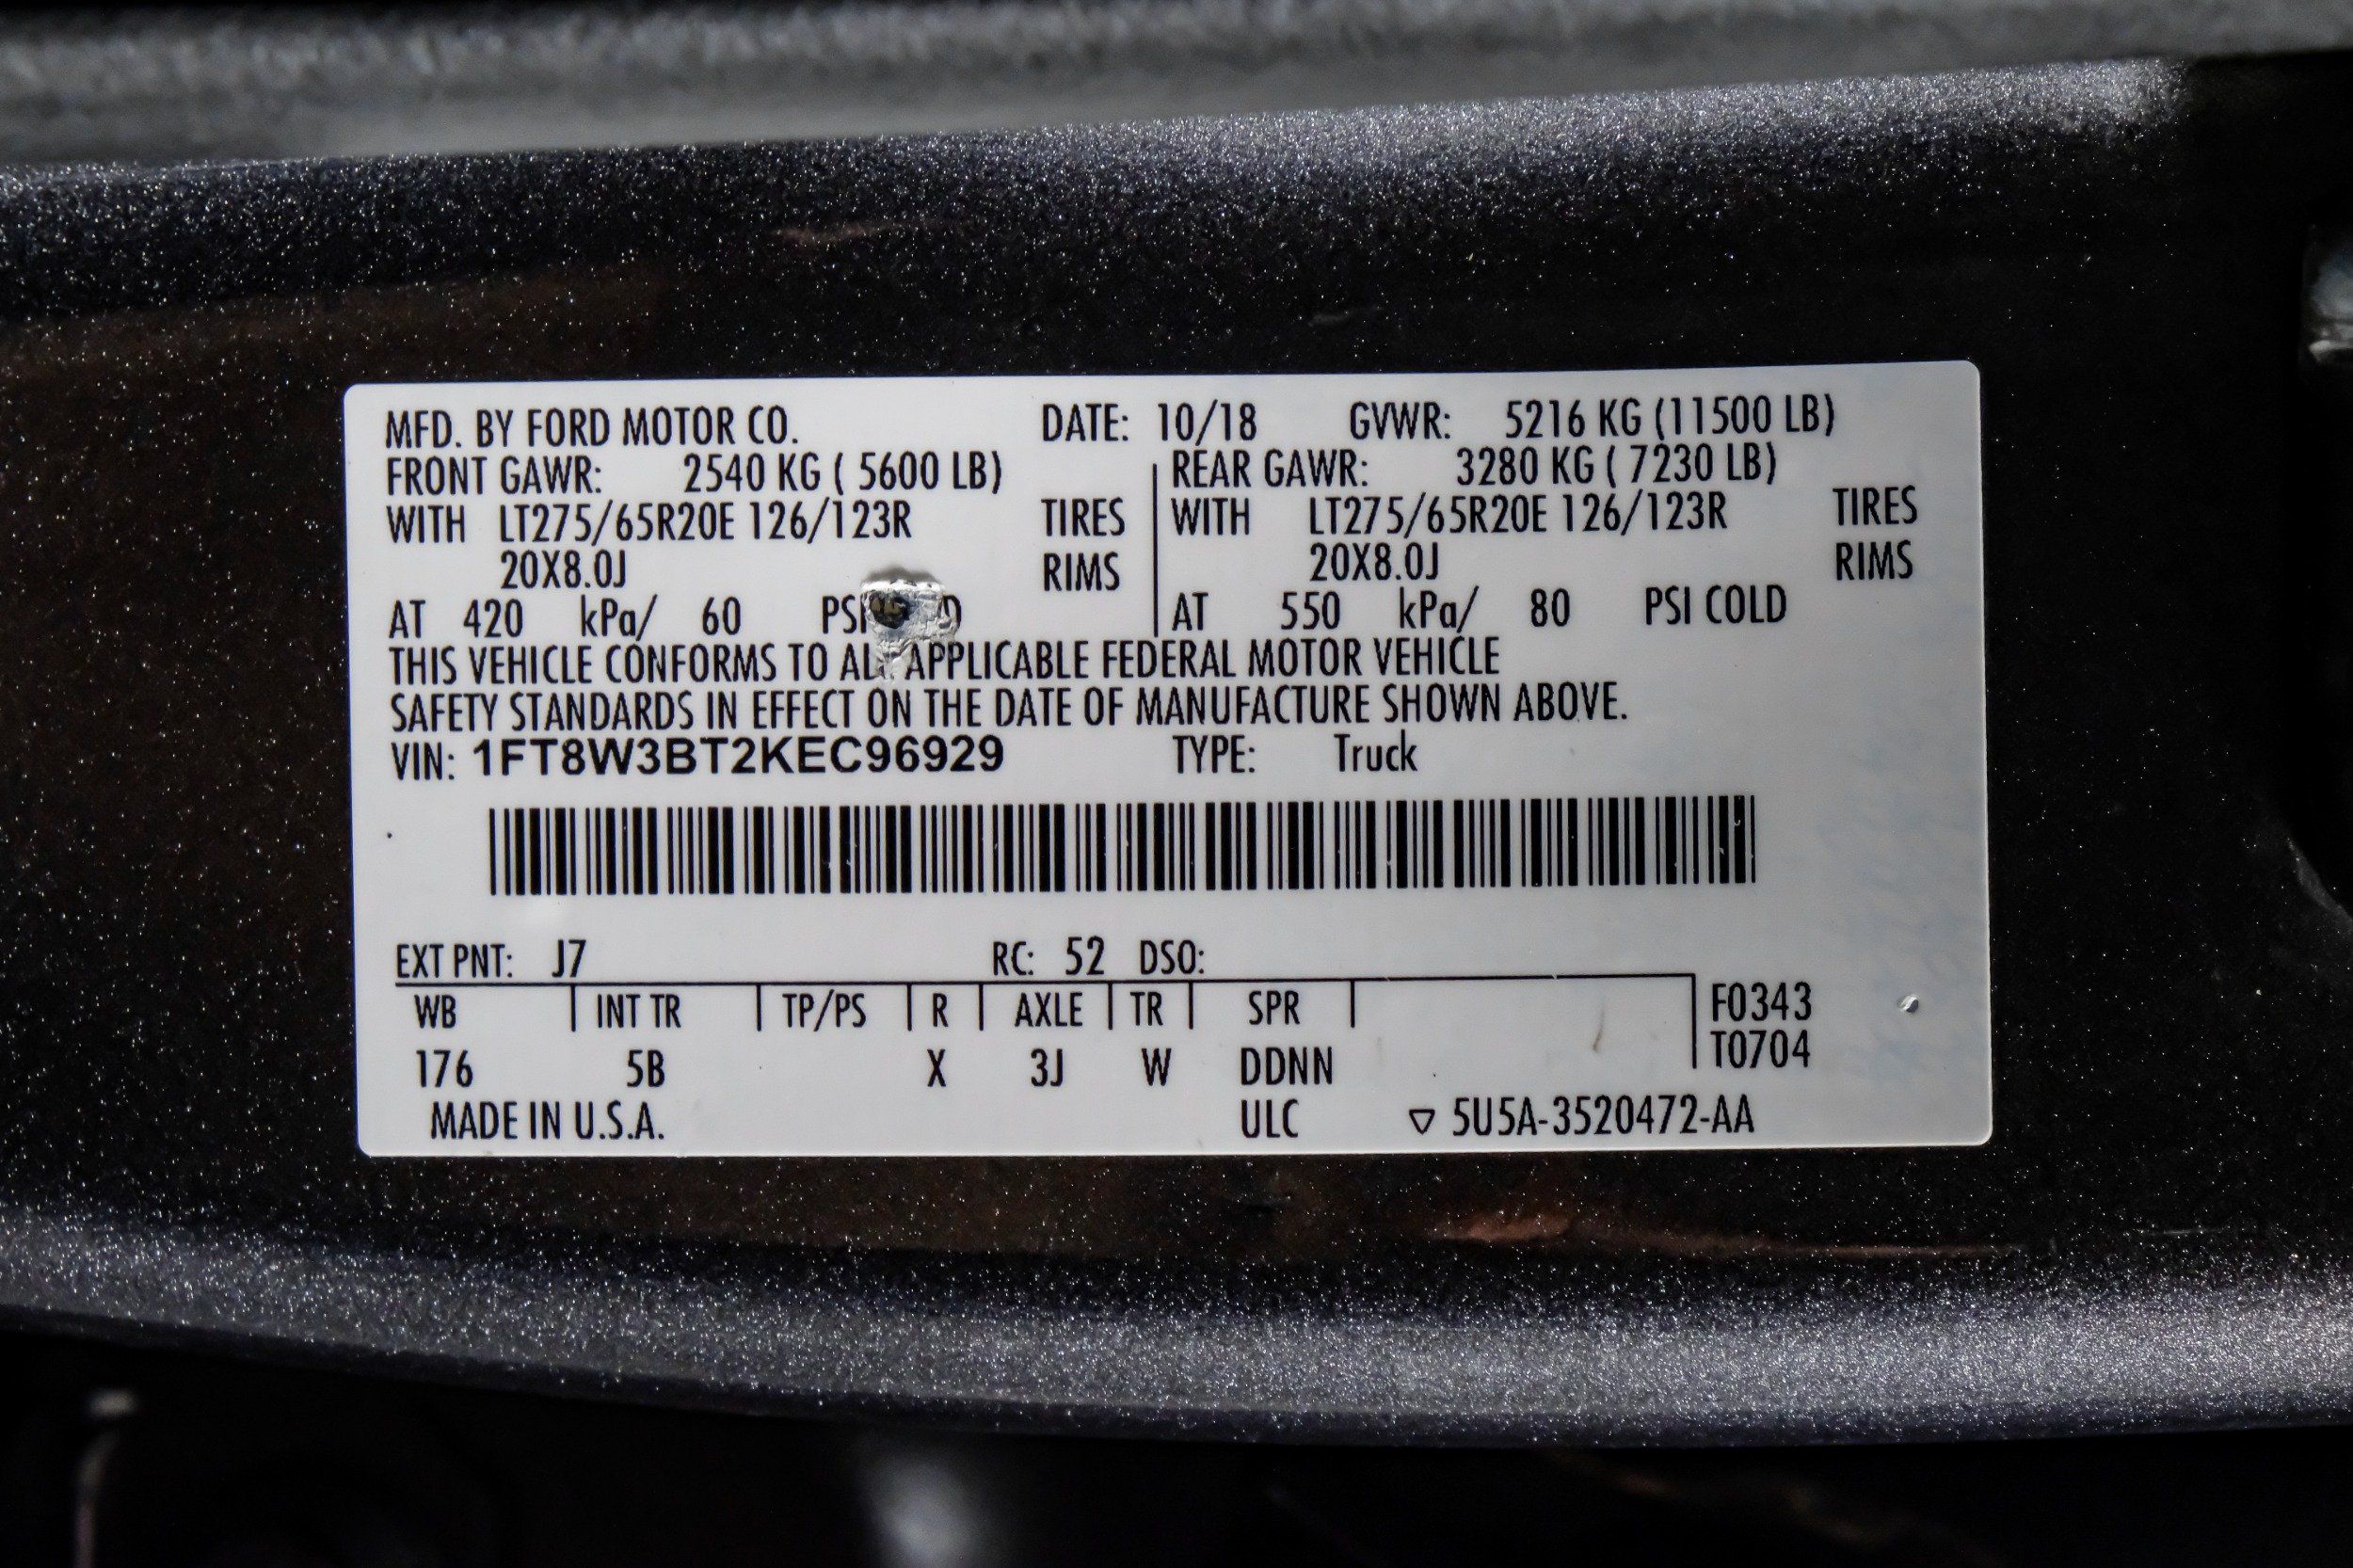 MFD. BY FORD MOTOR CO. DATE: 10/18 GVWR: 5216 KG (11500 LB)
FRONT GAWR: 2540 KG ( 5600 LB) REAR GAWR: 3280 KG ( 7230 LB)
WITH LT275/65R20E 126/123R TIRES WITH LT275/65R20E 126/123R TIRES
20X8.0J RIMS 20X8.0J RIMS
AT 420 kPa/ 60 PSI AT 550 kPa/ 80 PSI COLD
THIS VEHICLE CONFORMS TO ALL APPLICABLE FEDERAL MOTOR VEHICLE
SAFETY STANDARDS IN EFFECT ON THE DATE OF MANUFACTURE SHOWN ABOVE.
VIN: 1FT8W3BT2KEC96929 TYPE: Truck
EXT PNT: J7 RC: 52 DSO:
WB INT TR TP/PS R AXLE TR SPR F0343
T0704
176 5B X 3J W DDNN
MADE IN U.S.A. ULC ▽ 5U5A-3520472-AA